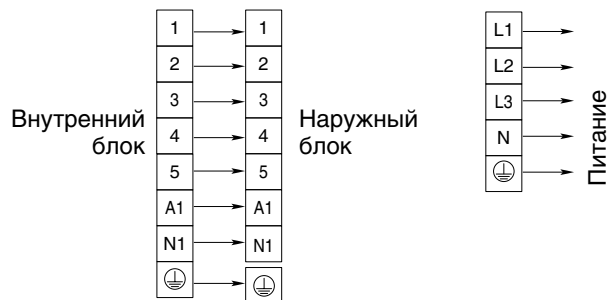 1 1
2 2
3 3
4 4
5 5
A1 A1
N1 N1
Внутренний
блок
Наружный
блок
L1
L2
L3
N
Питание